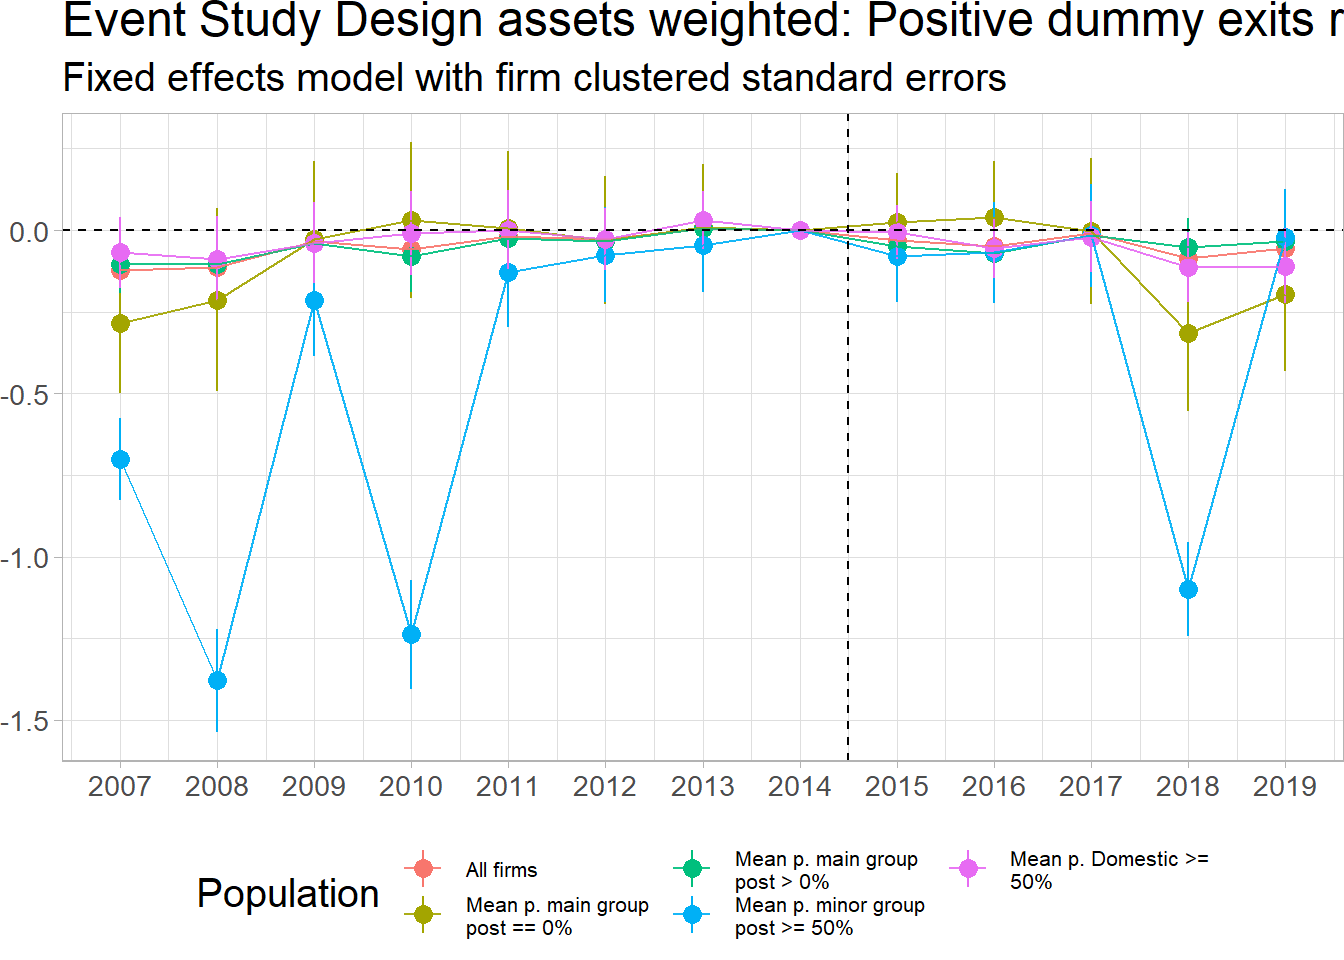 Event Study Design assets weighted: Positive dummy exits
Fixed effects model with firm clustered standard errors
0.0
-0.5
-1.0
-1.5
2007 2008 2009 2010 2011 2012 2013 2014 2015 2016 2017 2018 2019
Population
All firms
Mean p. main group
post == 0%
Mean p. main group
post > 0%
Mean p. minor group
post >= 50%
Mean p. Domestic >=
50%